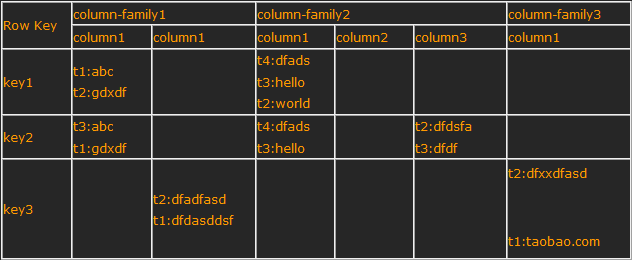 Row Key column-family1 column-family2 column-family3
column1 column1 column1 column2 column3 column1
key1
t1:abc
t2:gdxdf
t4:dfads
t3:hello
t2:world
key2
t3:abc
t1:gdxdf
t4:dfads
t3:hello
t2:dfdsfa
t3:dfdf
key3
t2:dfadfasd
t1:dfdasddsf
t2:dfxxdfasd
t1:taobao.com